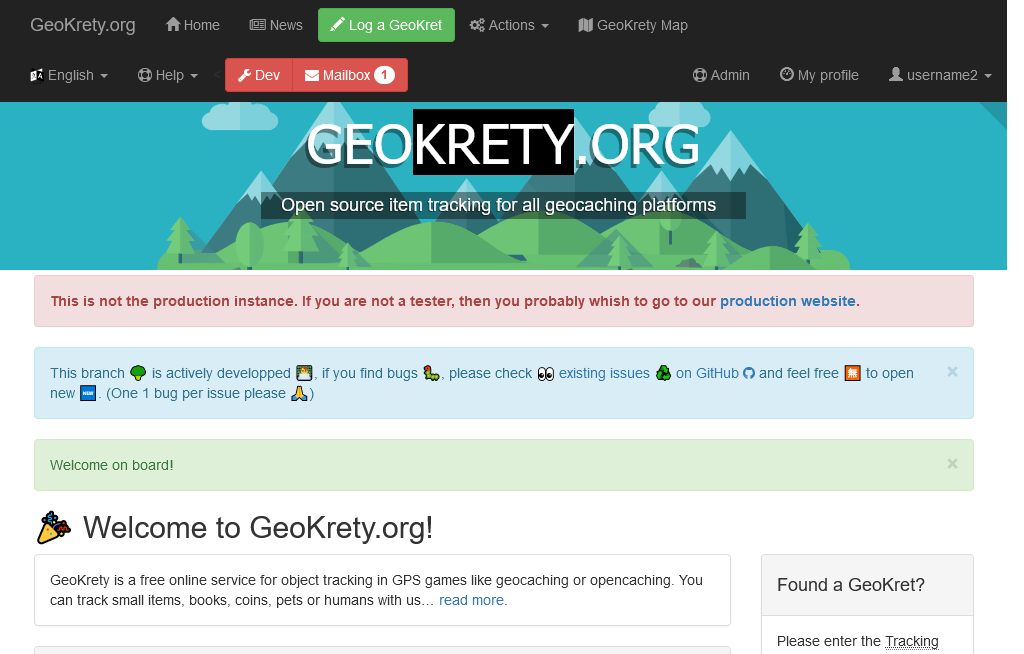 GeoKrety.org Home News Log a GeoKret Actions GeoKrety Map
English Help < Dev Mailbox 1 Admin My profile username2
GEOKRETY.ORG
Open source item tracking for all geocaching platforms
This is not the production instance. If you are not a tester, then you probably whish to go to our production website.
This branch 🌳 is actively developped, if you find bugs 🐛, please check 👀 existing issues on GitHub and feel free to open
new 🆕. (One 1 bug per issue please 🙏)
×
Welcome on board!
×
Welcome to GeoKrety.org!
GeoKrety is a free online service for object tracking in GPS games like geocaching or opencaching. You
can track small items, books, coins, pets or humans with us… read more.
Found a GeoKret?
Please enter the Tracking